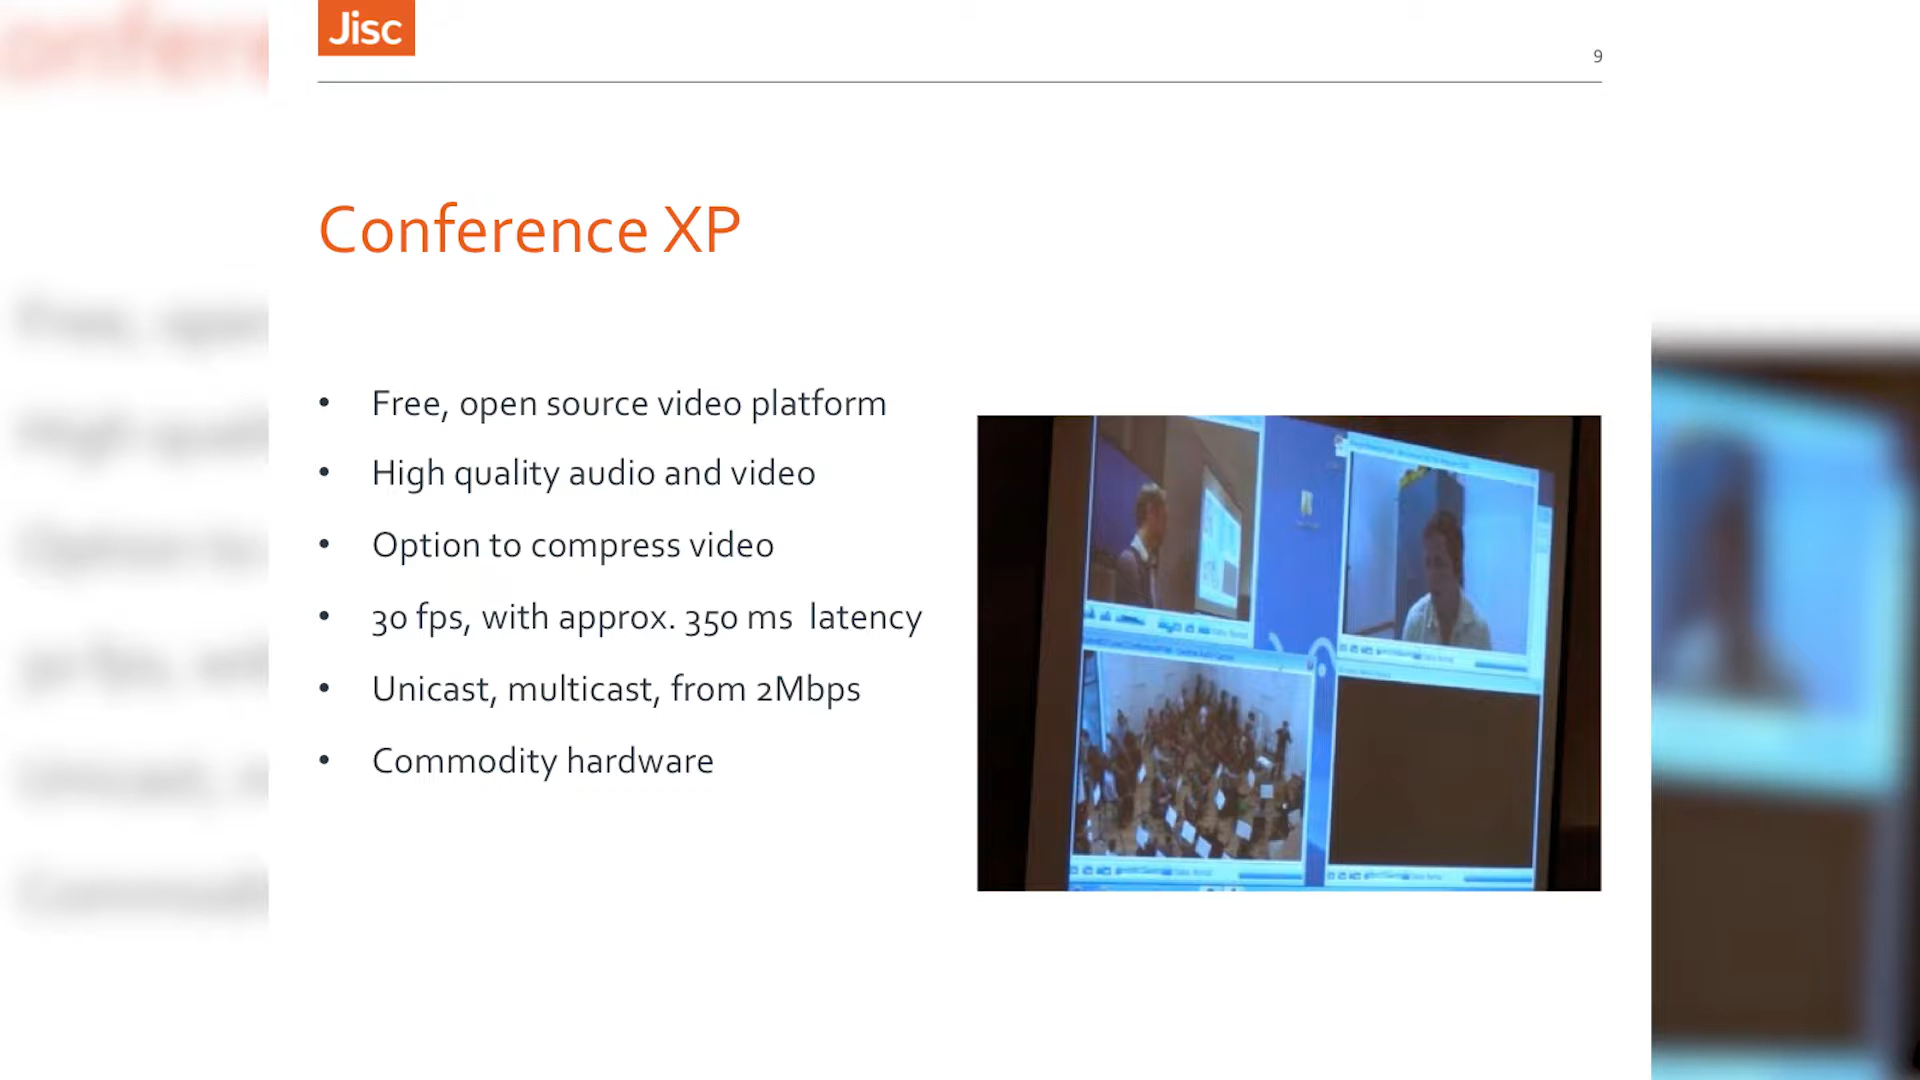 Jisc
9
Conference XP
• Free, open source video platform
• High quality audio and video
• Option to compress video
• 30 fps, with approx. 350 ms latency
• Unicast, multicast, from 2Mbps
• Commodity hardware